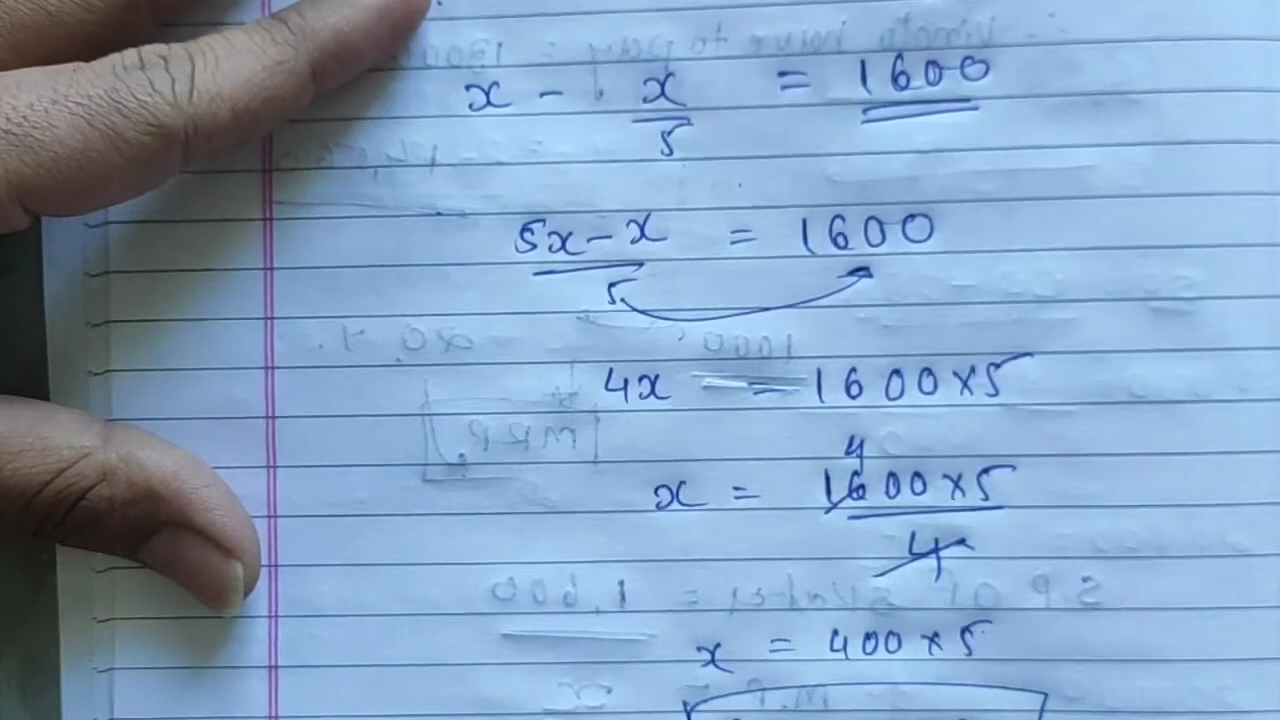 x - x/5 = 1600
5x - x / 5 = 1600
4x = 1600 x 5
4
x = 1600 x 5 / 4
x = 400 x 5